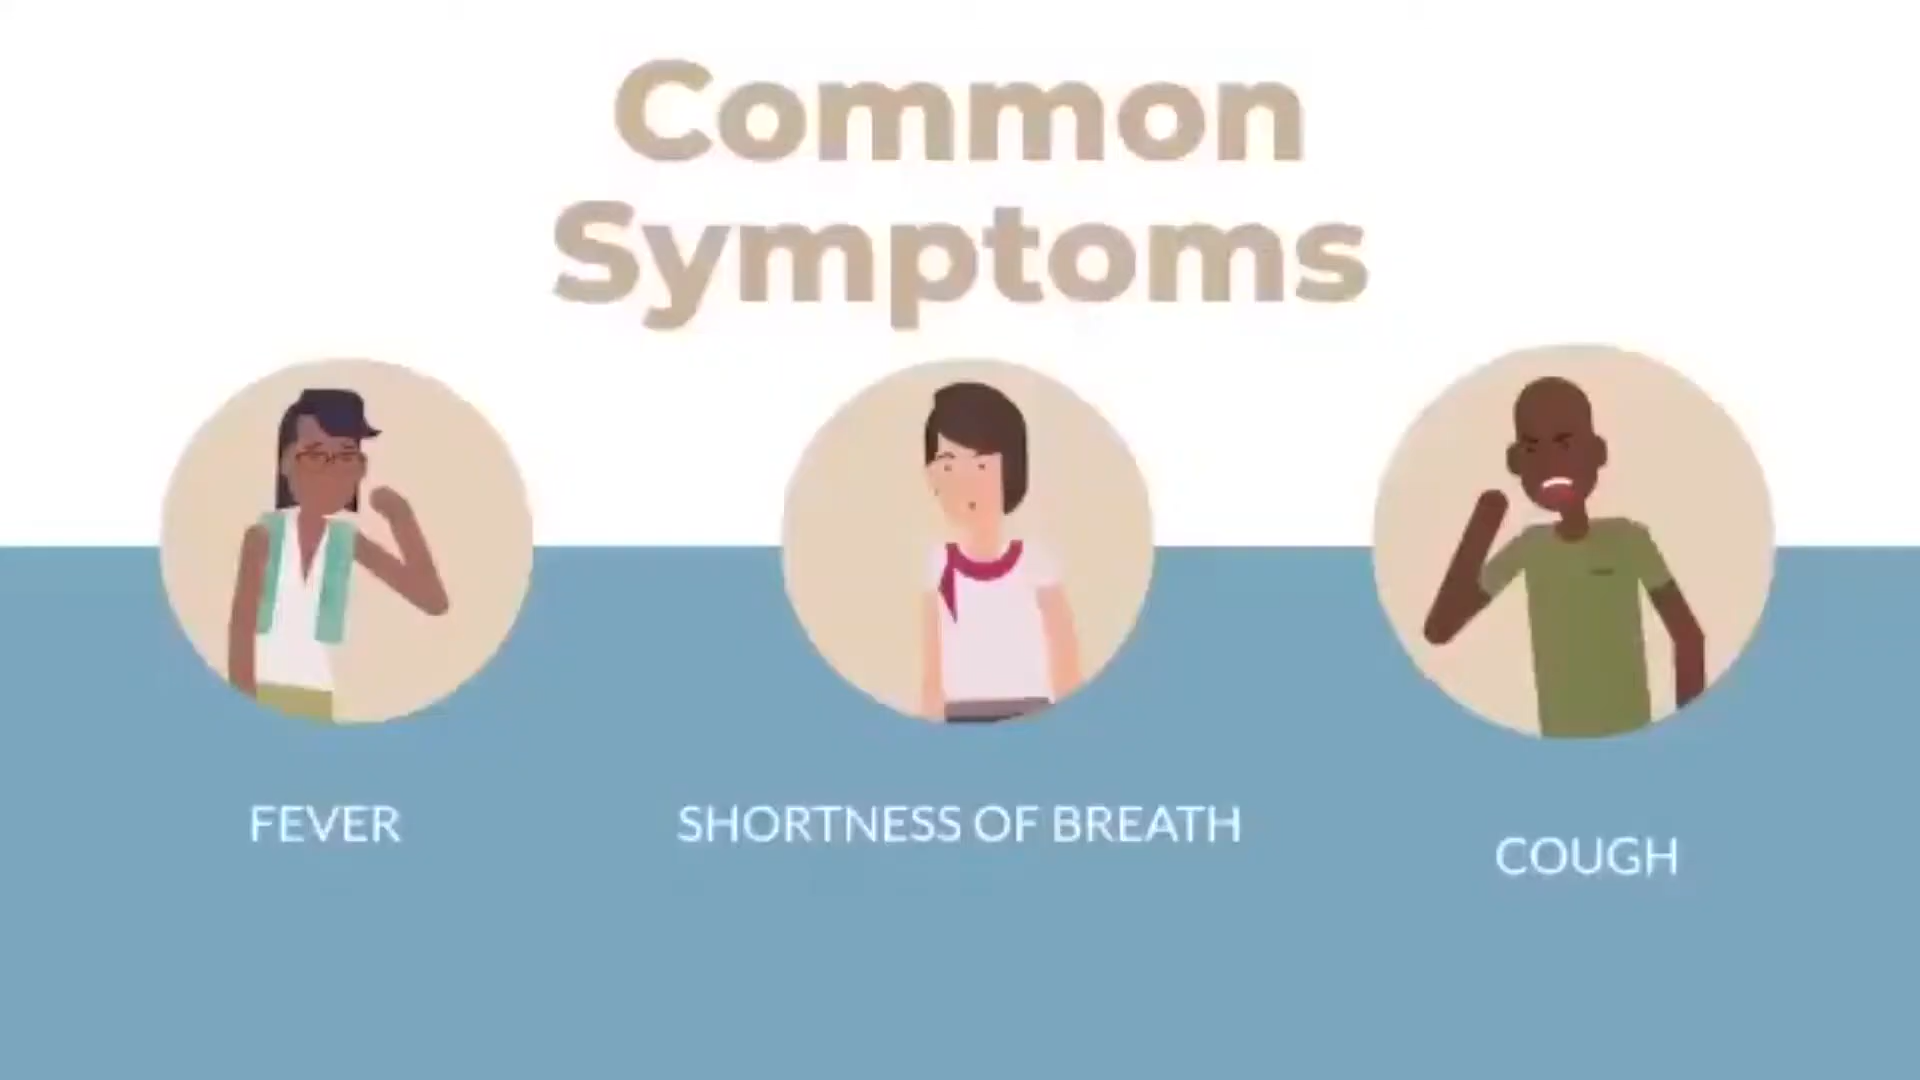 Common
Symptoms
FEVER
SHORTNESS OF BREATH
COUGH